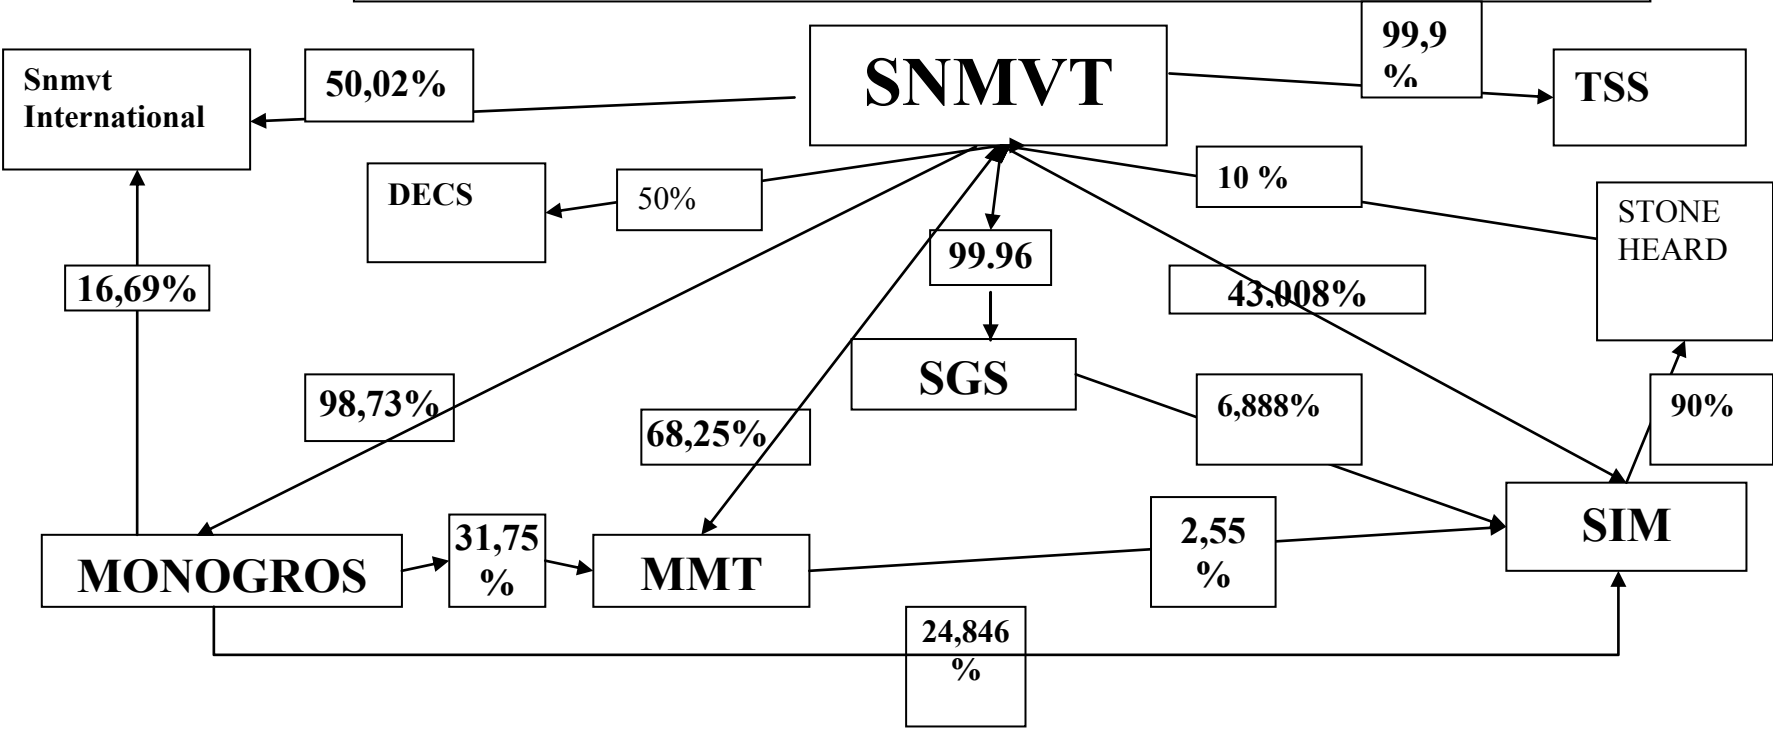 99,9
%
SNMVT
Snmvt
International
50,02%
TSS
DECS
50%
10 %
STONE
HEARD
99.96
16,69%
43,008%
SGS
98,73%
68,25%
6,888%
90%
31,75
%
2,55
%
SIM
MONOGROS
MMT
24,846
%